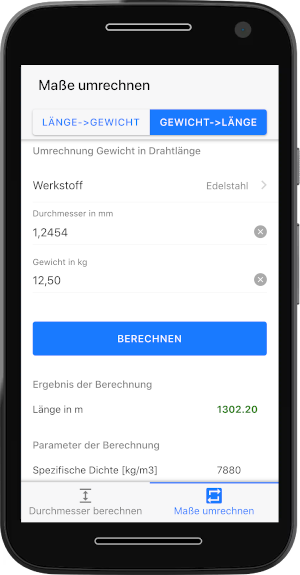 Maße umrechnen
LÄNGE->GEWICHT GEWICHT->LÄNGE
Umrechnung Gewicht in Drahtlänge
Werkstoff Edelstahl
Durchmesser in mm
1,2454
Gewicht in kg
12,50
BERECHNEN
Ergebnis der Berechnung
Länge in m 1302.20
Parameter der Berechnung
Spezifische Dichte [kg/m3] 7880
Durchmesser berechnen Maße umrechnen